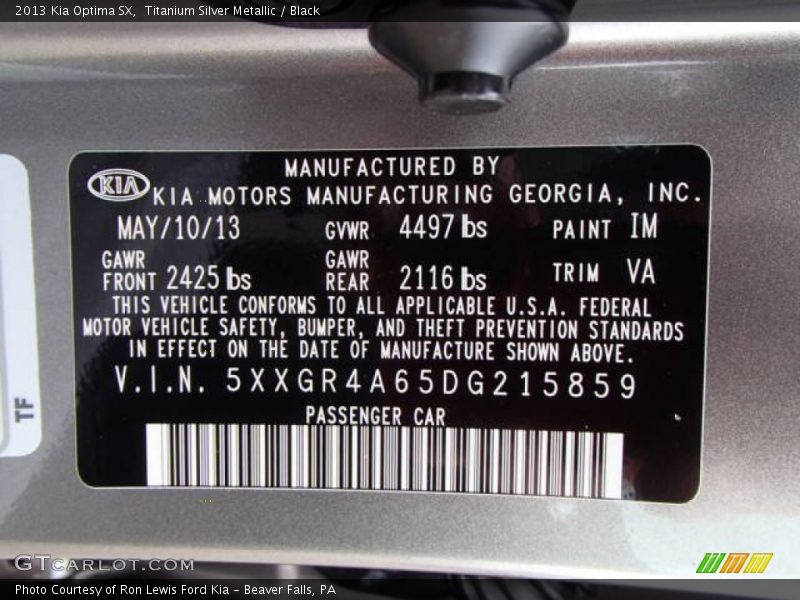 2013 Kia Optima SX, Titanium Silver Metallic / Black
MANUFACTURED BY
KIA KIA MOTORS MANUFACTURING GEORGIA, INC.
MAY/10/13 GVWR 4497 lbs PAINT IM
GAWR FRONT 2425 lbs GAWR REAR 2116 lbs TRIM VA
THIS VEHICLE CONFORMS TO ALL APPLICABLE U.S.A. FEDERAL
MOTOR VEHICLE SAFETY, BUMPER, AND THEFT PREVENTION STANDARDS
IN EFFECT ON THE DATE OF MANUFACTURE SHOWN ABOVE.
V.I.N. 5XXGR4A65DG215859
PASSENGER CAR
TF
GTCARLOT.COM
Photo Courtesy of Ron Lewis Ford Kia - Beaver Falls, PA